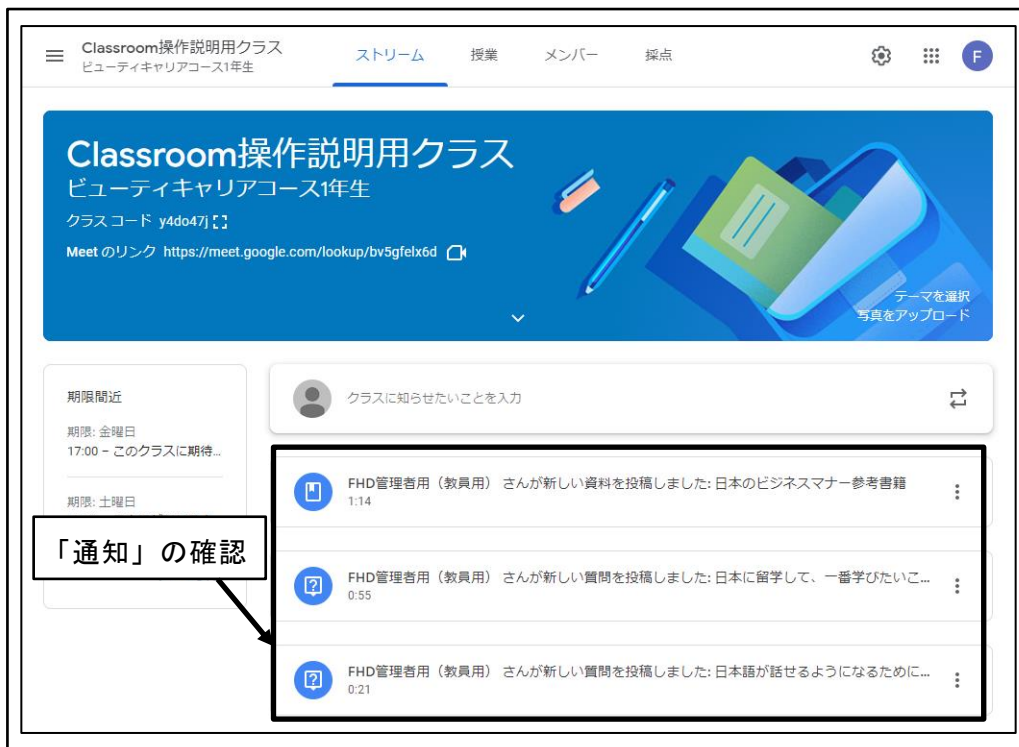 Classroom操作説明用クラス
ビューティキャリアコース1年生
ストリーム 授業 メンバー 採点
F
Classroom操作説明用クラス
ビューティキャリアコース1年生
クラス コード y4do47j
Meet のリンク https://meet.google.com/lookup/bv5gfelx6d
テーマを選択
写真をアップロード
期限間近
期限: 金曜日
17:00 – このクラスに期待...
期限: 土曜日
「通知」の確認
クラスに知らせたいことを入力
FHD管理者用（教員用） さんが新しい資料を投稿しました: 日本のビジネスマナー参考書籍
1:14
FHD管理者用（教員用） さんが新しい質問を投稿しました: 日本に留学して、一番学びたいこ...
0:55
FHD管理者用（教員用） さんが新しい質問を投稿しました: 日本語が話せるようになるために...
0:21